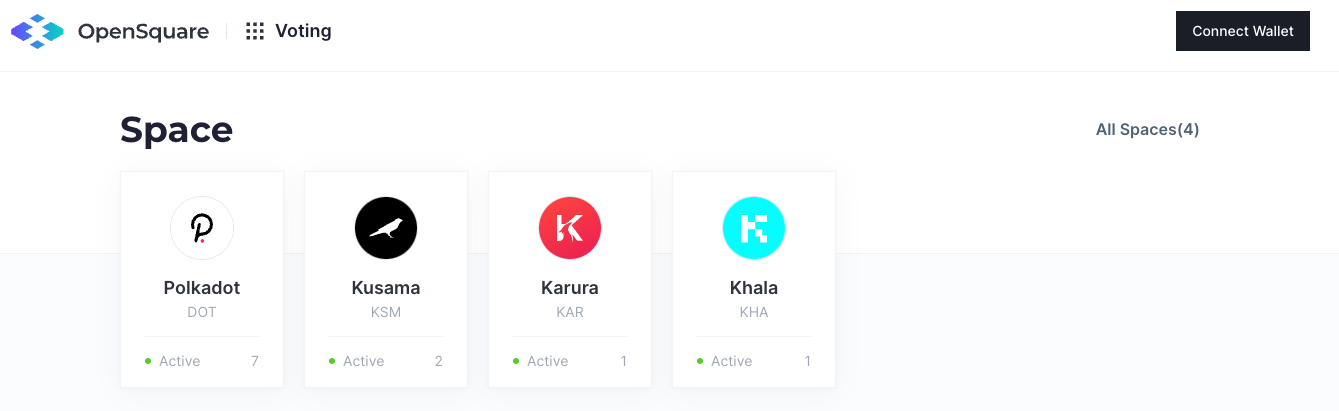 OpenSquare Voting Connect Wallet
Space All Spaces(4)
Polkadot Kusama Karura Khala
DOT KSM KAR KHA
Active 7 Active 2 Active 1 Active 1